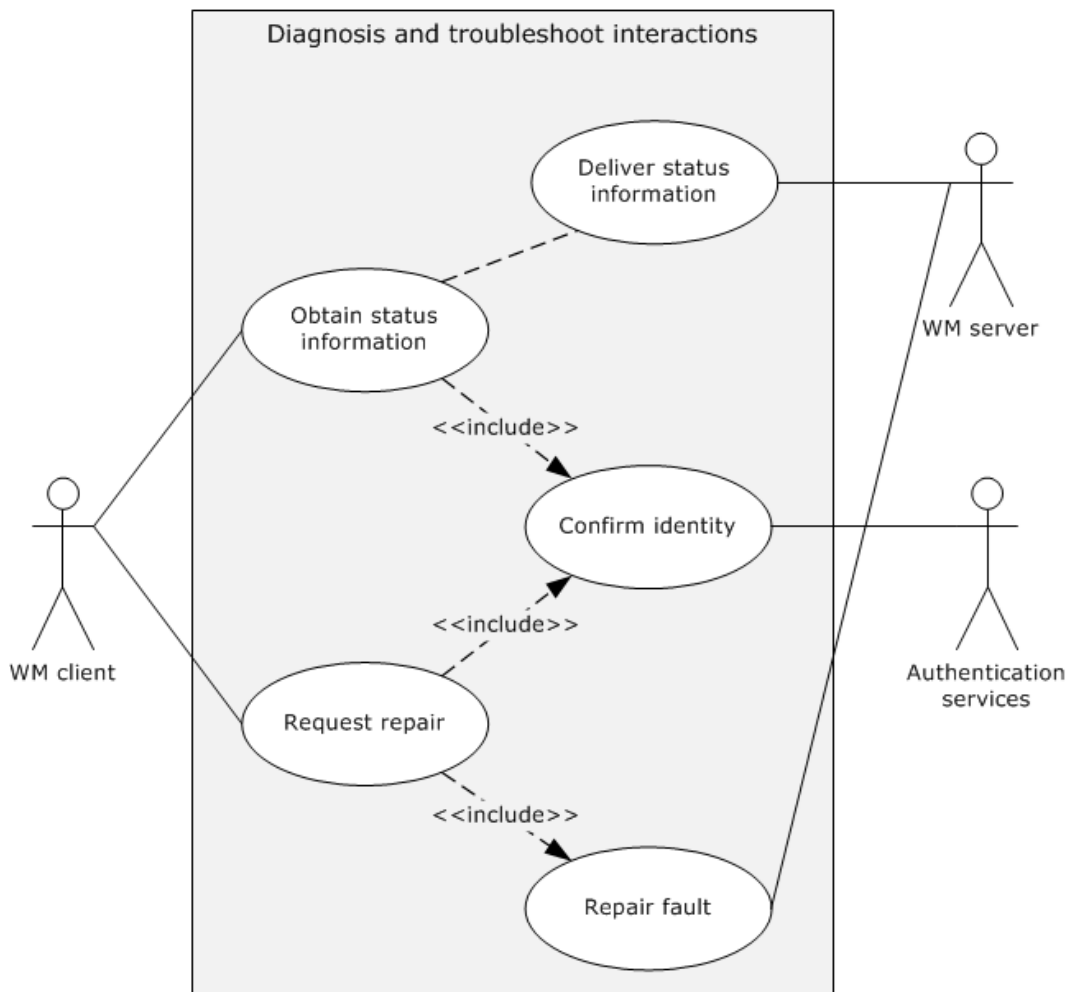 Diagnosis and troubleshoot interactions
Deliver status
information
Obtain status
information
WM server
<<include>>
Confirm identity
<<include>>
WM client
Authentication
services
Request repair
<<include>>
Repair fault